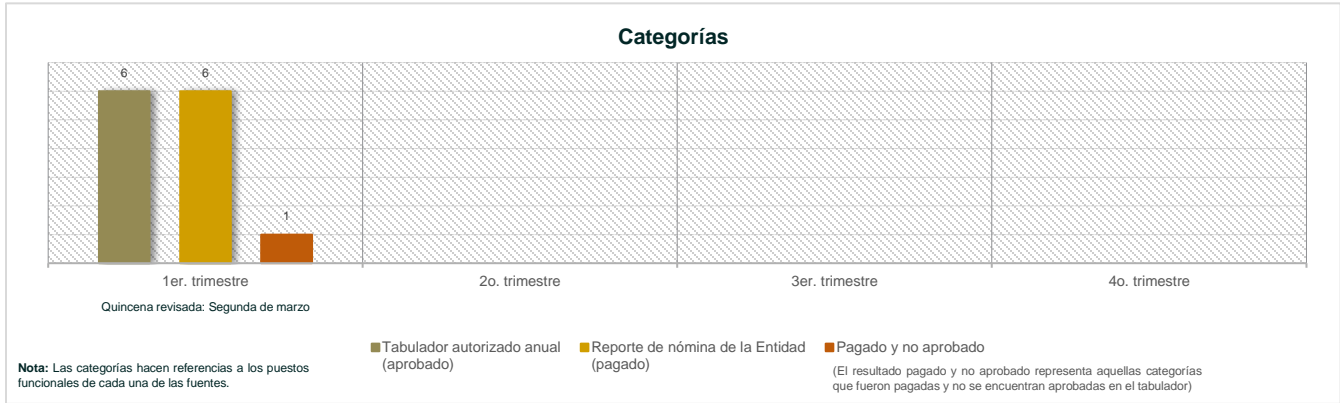 Categorías
6
6
1
1er. trimestre
2o. trimestre
3er. trimestre
4o. trimestre
Quincena revisada: Segunda de marzo
Tabulador autorizado anual
(aprobado)
Reporte de nómina de la Entidad
(pagado)
Pagado y no aprobado
(El resultado pagado y no aprobado representa aquellas categorías
que fueron pagadas y no se encuentran aprobadas en el tabulador)
Nota: Las categorías hacen referencias a los puestos
funcionales de cada una de las fuentes.